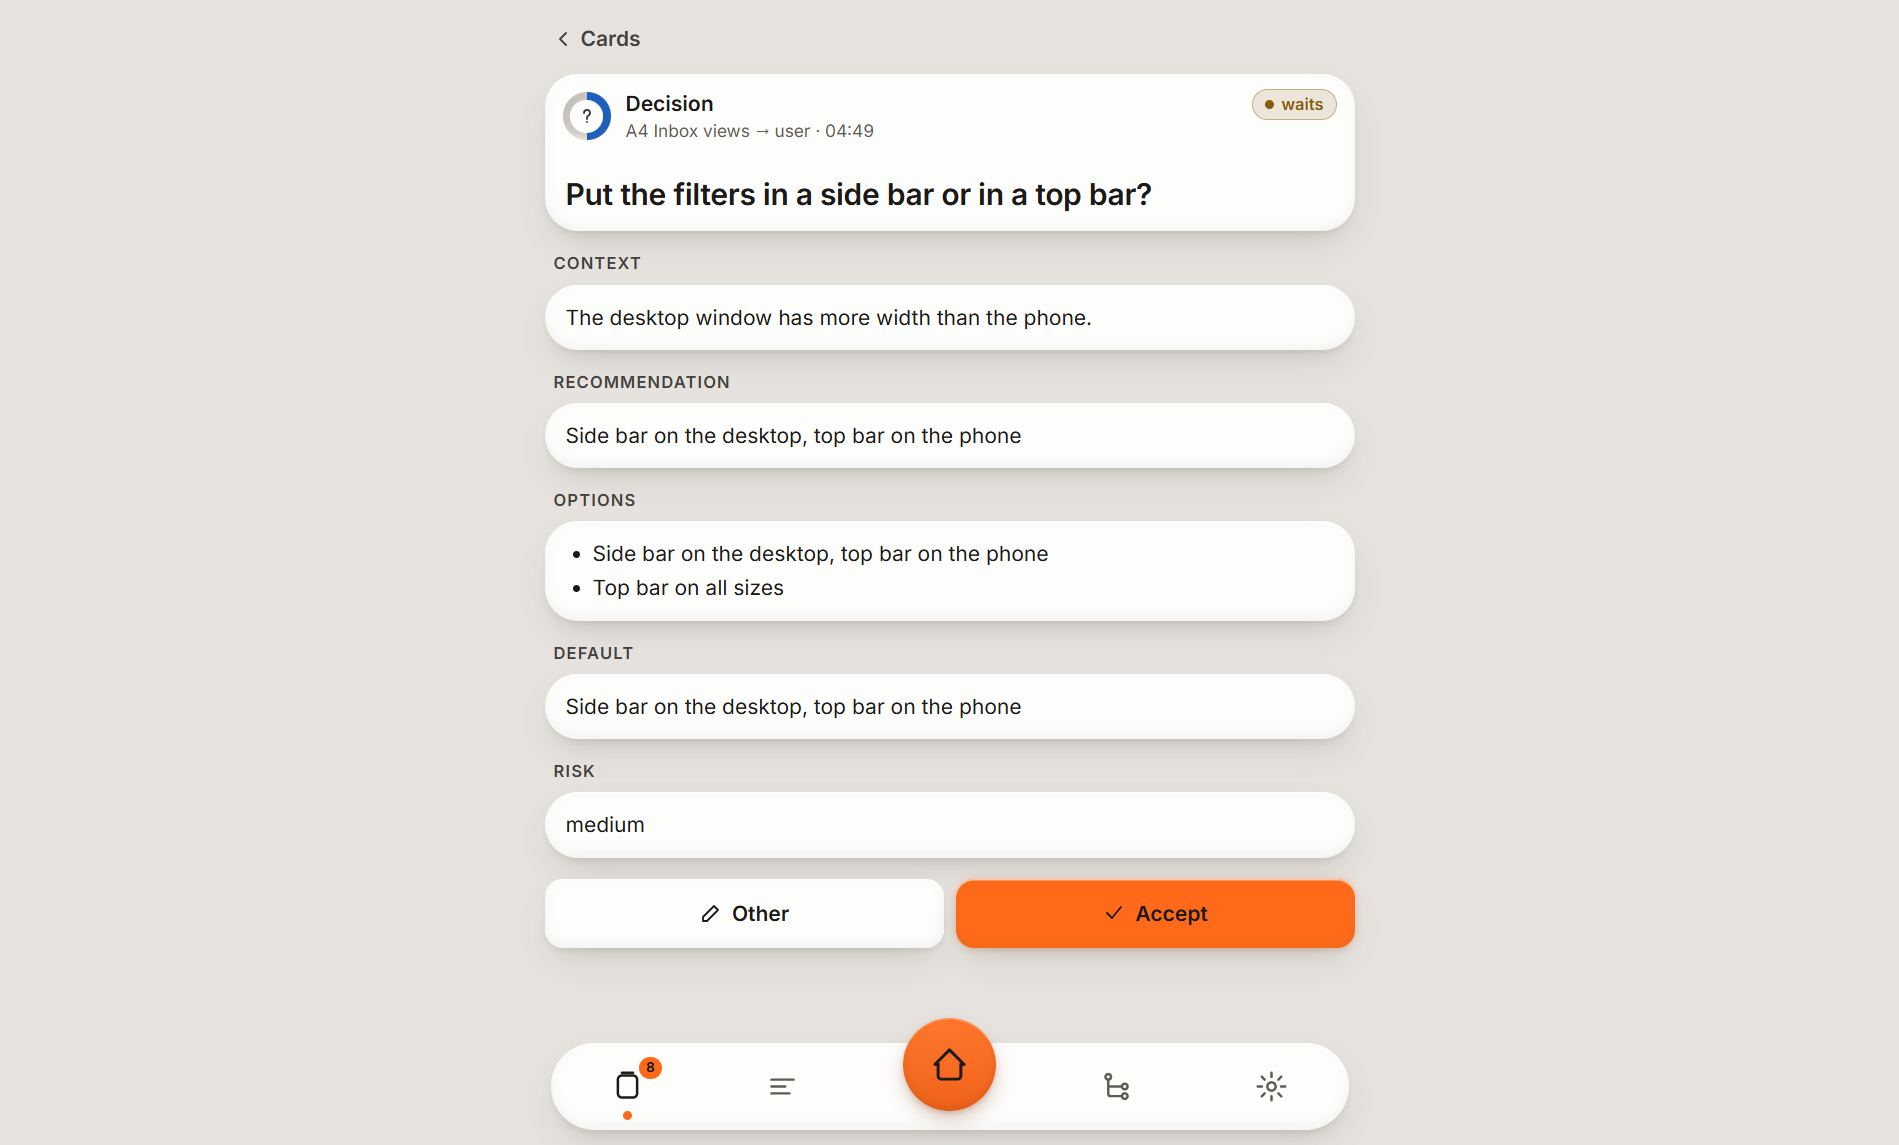 Cards
?
Decision
A4 Inbox views → user · 04:49
waits
Put the filters in a side bar or in a top bar?
CONTEXT
The desktop window has more width than the phone.
RECOMMENDATION
Side bar on the desktop, top bar on the phone
OPTIONS
• Side bar on the desktop, top bar on the phone
• Top bar on all sizes
DEFAULT
Side bar on the desktop, top bar on the phone
RISK
medium
Other
Accept
8